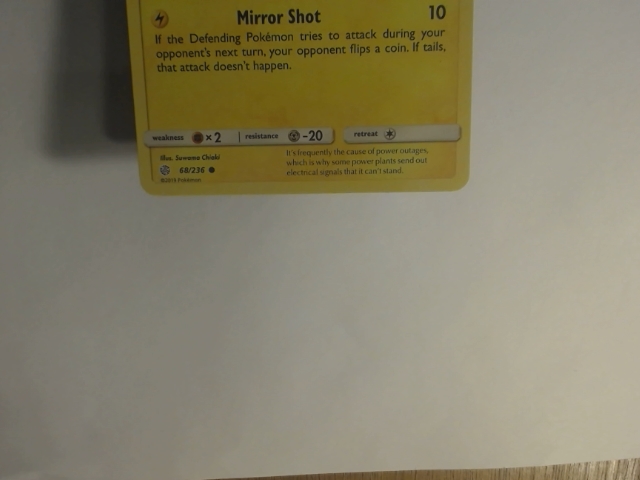 Mirror Shot 10
If the Defending Pokémon tries to attack during your
opponent's next turn, your opponent flips a coin. If tails,
that attack doesn't happen.
weakness ×2 resistance -20 retreat
Illus. Suwama Chiaki
68/236
©2019 Pokémon
It's frequently the cause of power outages,
which is why some power plants send out
electrical signals that it can't stand.